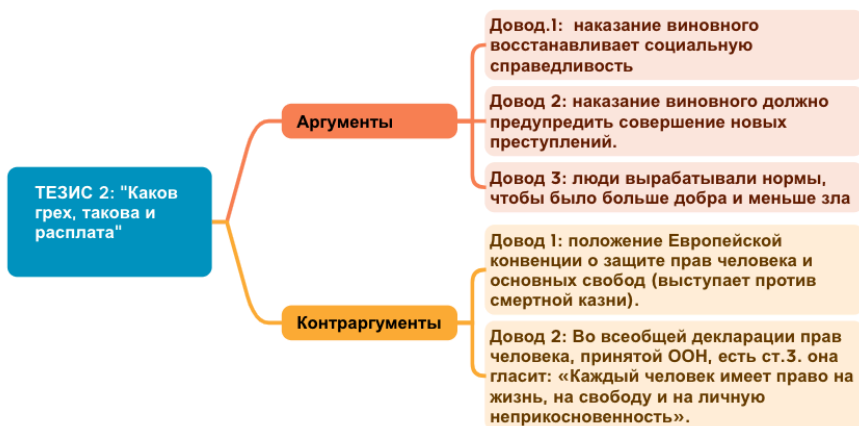 ТЕЗИС 2: "Каков
грех, такова и
расплата"
Аргументы
Довод.1: наказание виновного
восстанавливает социальную
справедливость
Довод 2: наказание виновного должно
предупредить совершение новых
преступлений.
Довод 3: люди вырабатывали нормы,
чтобы было больше добра и меньше зла
Контраргументы
Довод 1: положение Европейской
конвенции о защите прав человека и
основных свобод (выступает против
смертной казни).
Довод 2: Во всеобщей декларации прав
человека, принятой ООН, есть ст.3. она
гласит: «Каждый человек имеет право на
жизнь, на свободу и на личную
неприкосновенность».